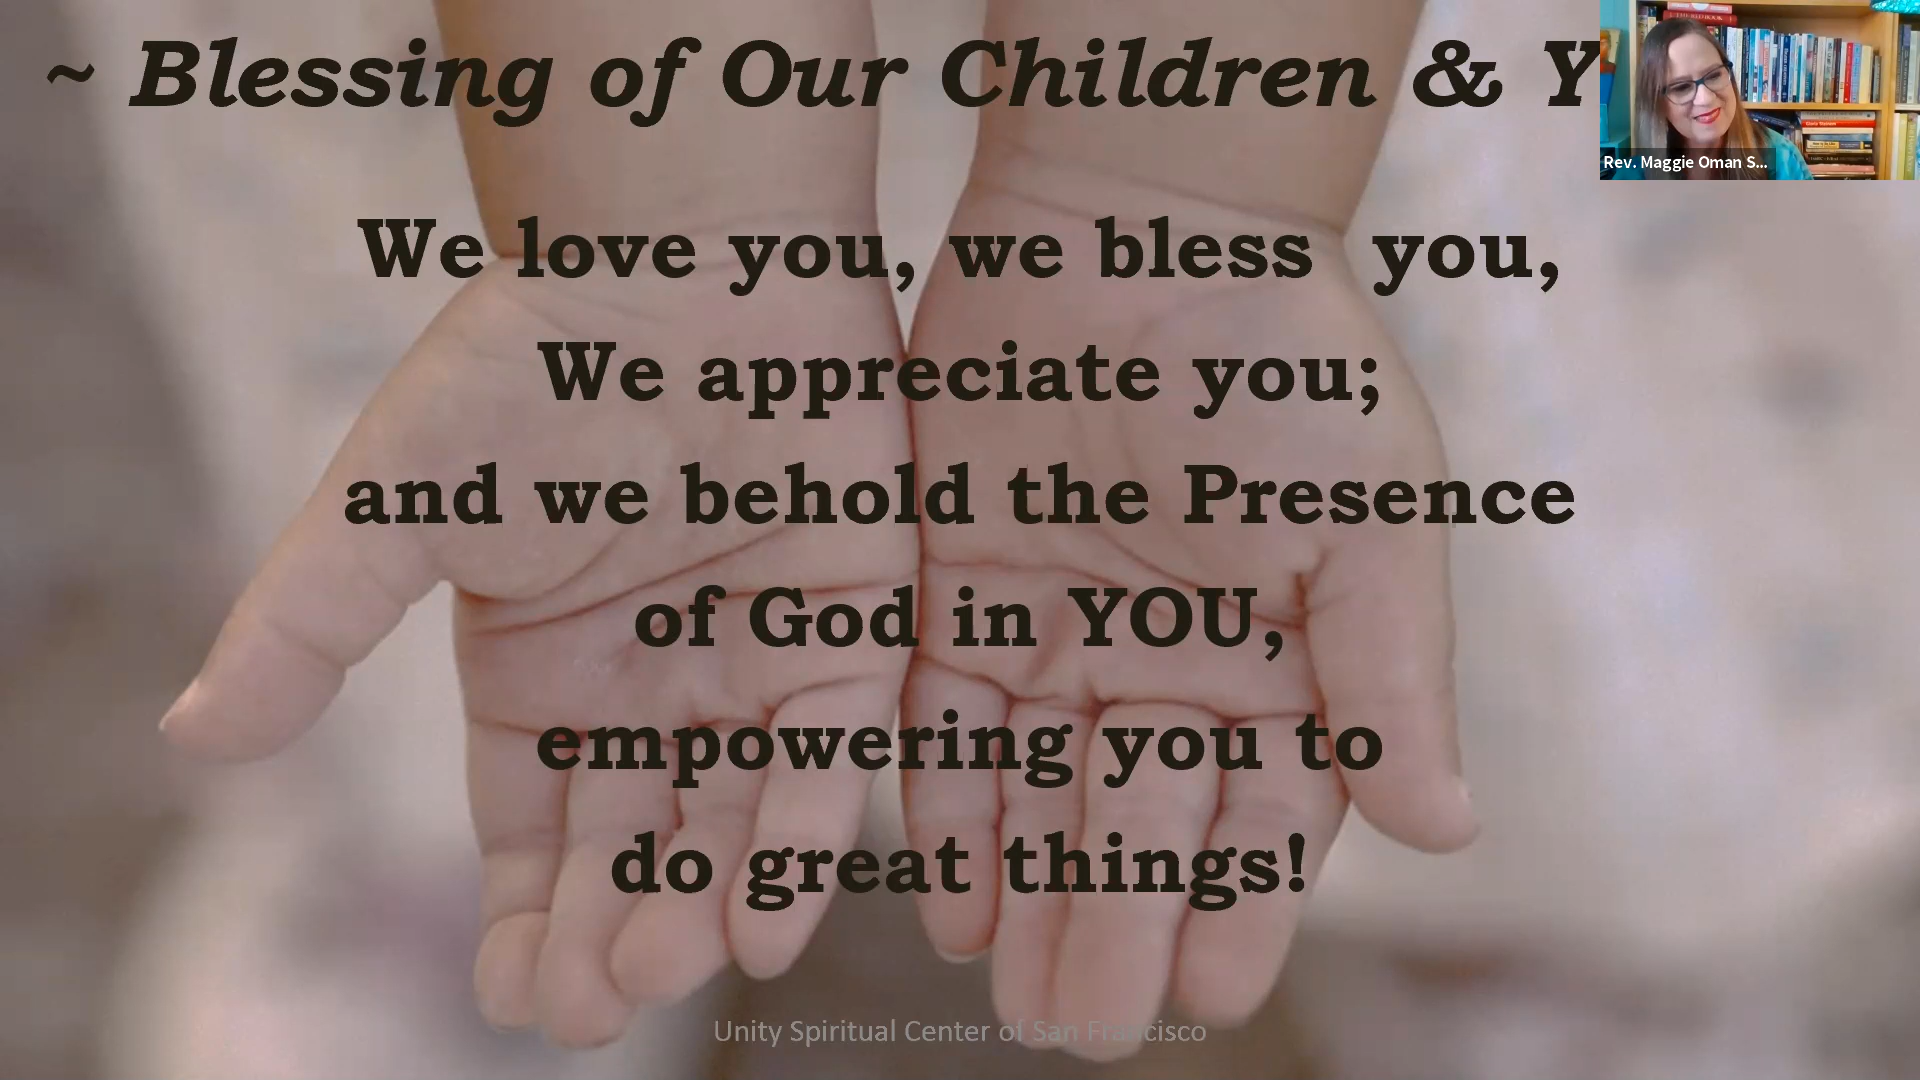 ~ Blessing of Our Children & Y
Rev. Maggie Oman S...
We love you, we bless  you,
We appreciate you;
and we behold the Presence
of God in YOU,
empowering you to
do great things!
Unity Spiritual Center of San Francisco